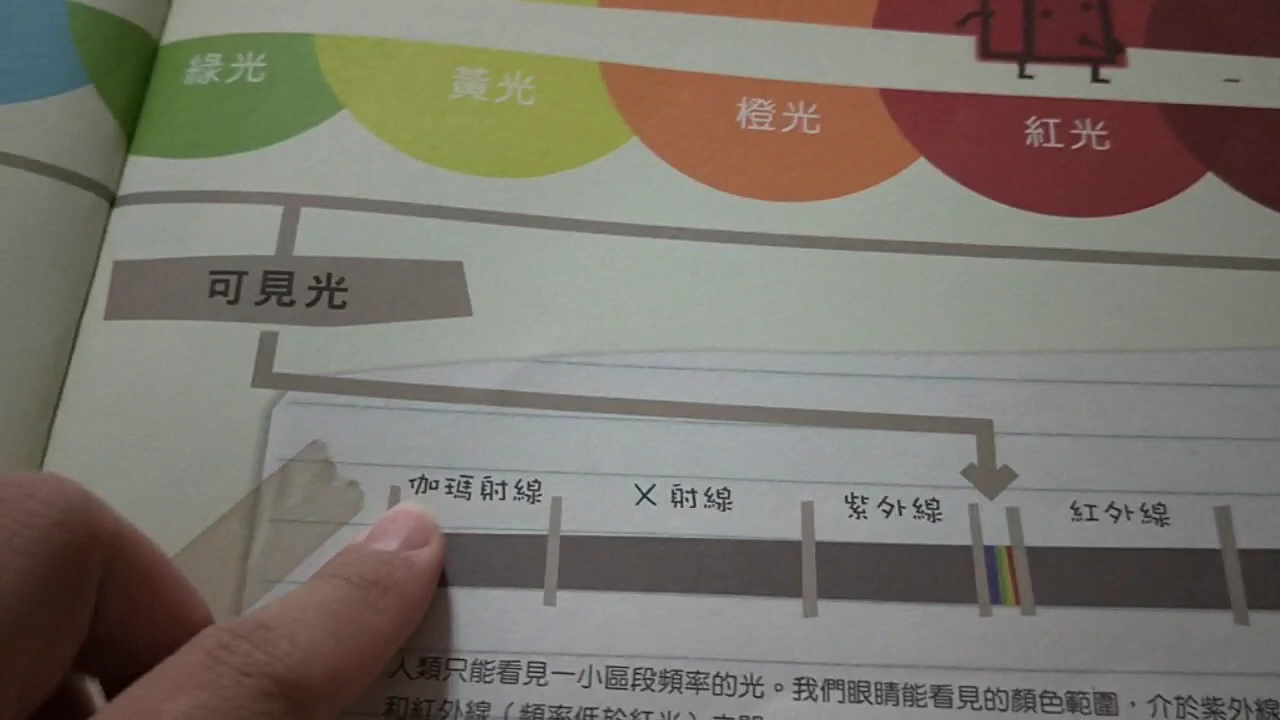 綠光
黃光
橙光
紅光
可見光
伽瑪射線
X射線
紫外線
紅外線
人類只能看見一小區段頻率的光。我們眼睛能看見的顏色範圍，介於紫外線
和紅外線（頻率低於紅光）之間